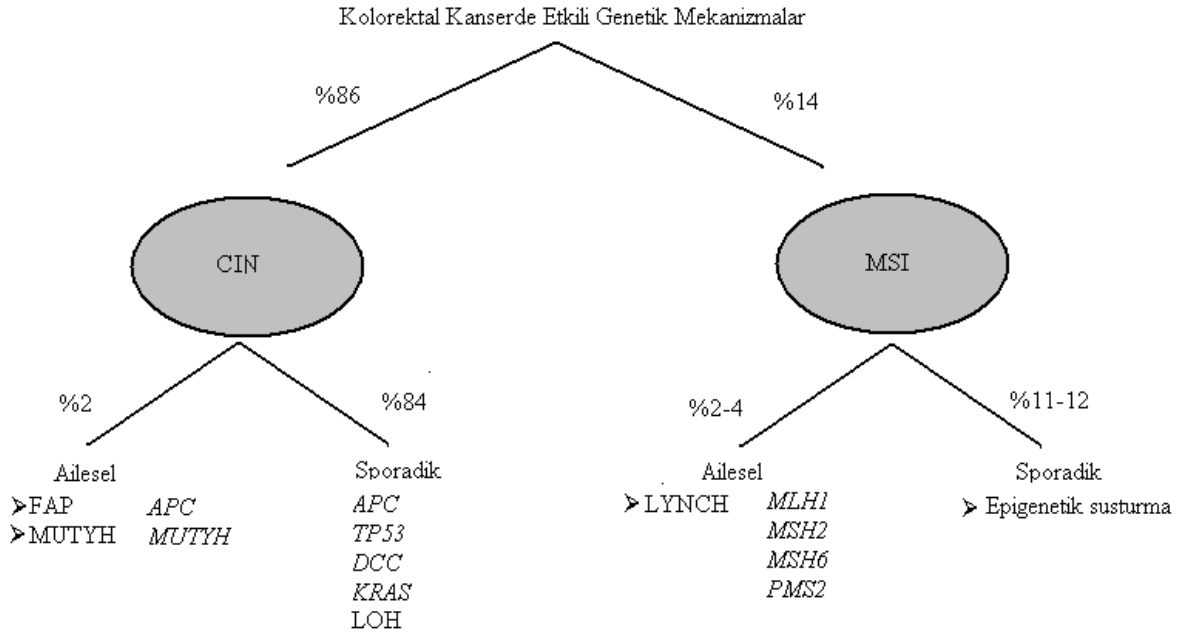 Kolorektal Kanserde Etkili Genetik Mekanizmalar
%86
%14
CIN
MSI
%2
%84
%2-4
%11-12
Ailesel
Sporadik
Ailesel
Sporadik
➢FAP APC
➢MUTYH MUTYH
APC
TP53
DCC
KRAS
LOH
➢LYNCH MLH1
MSH2
MSH6
PMS2
➢ Epigenetik susturma